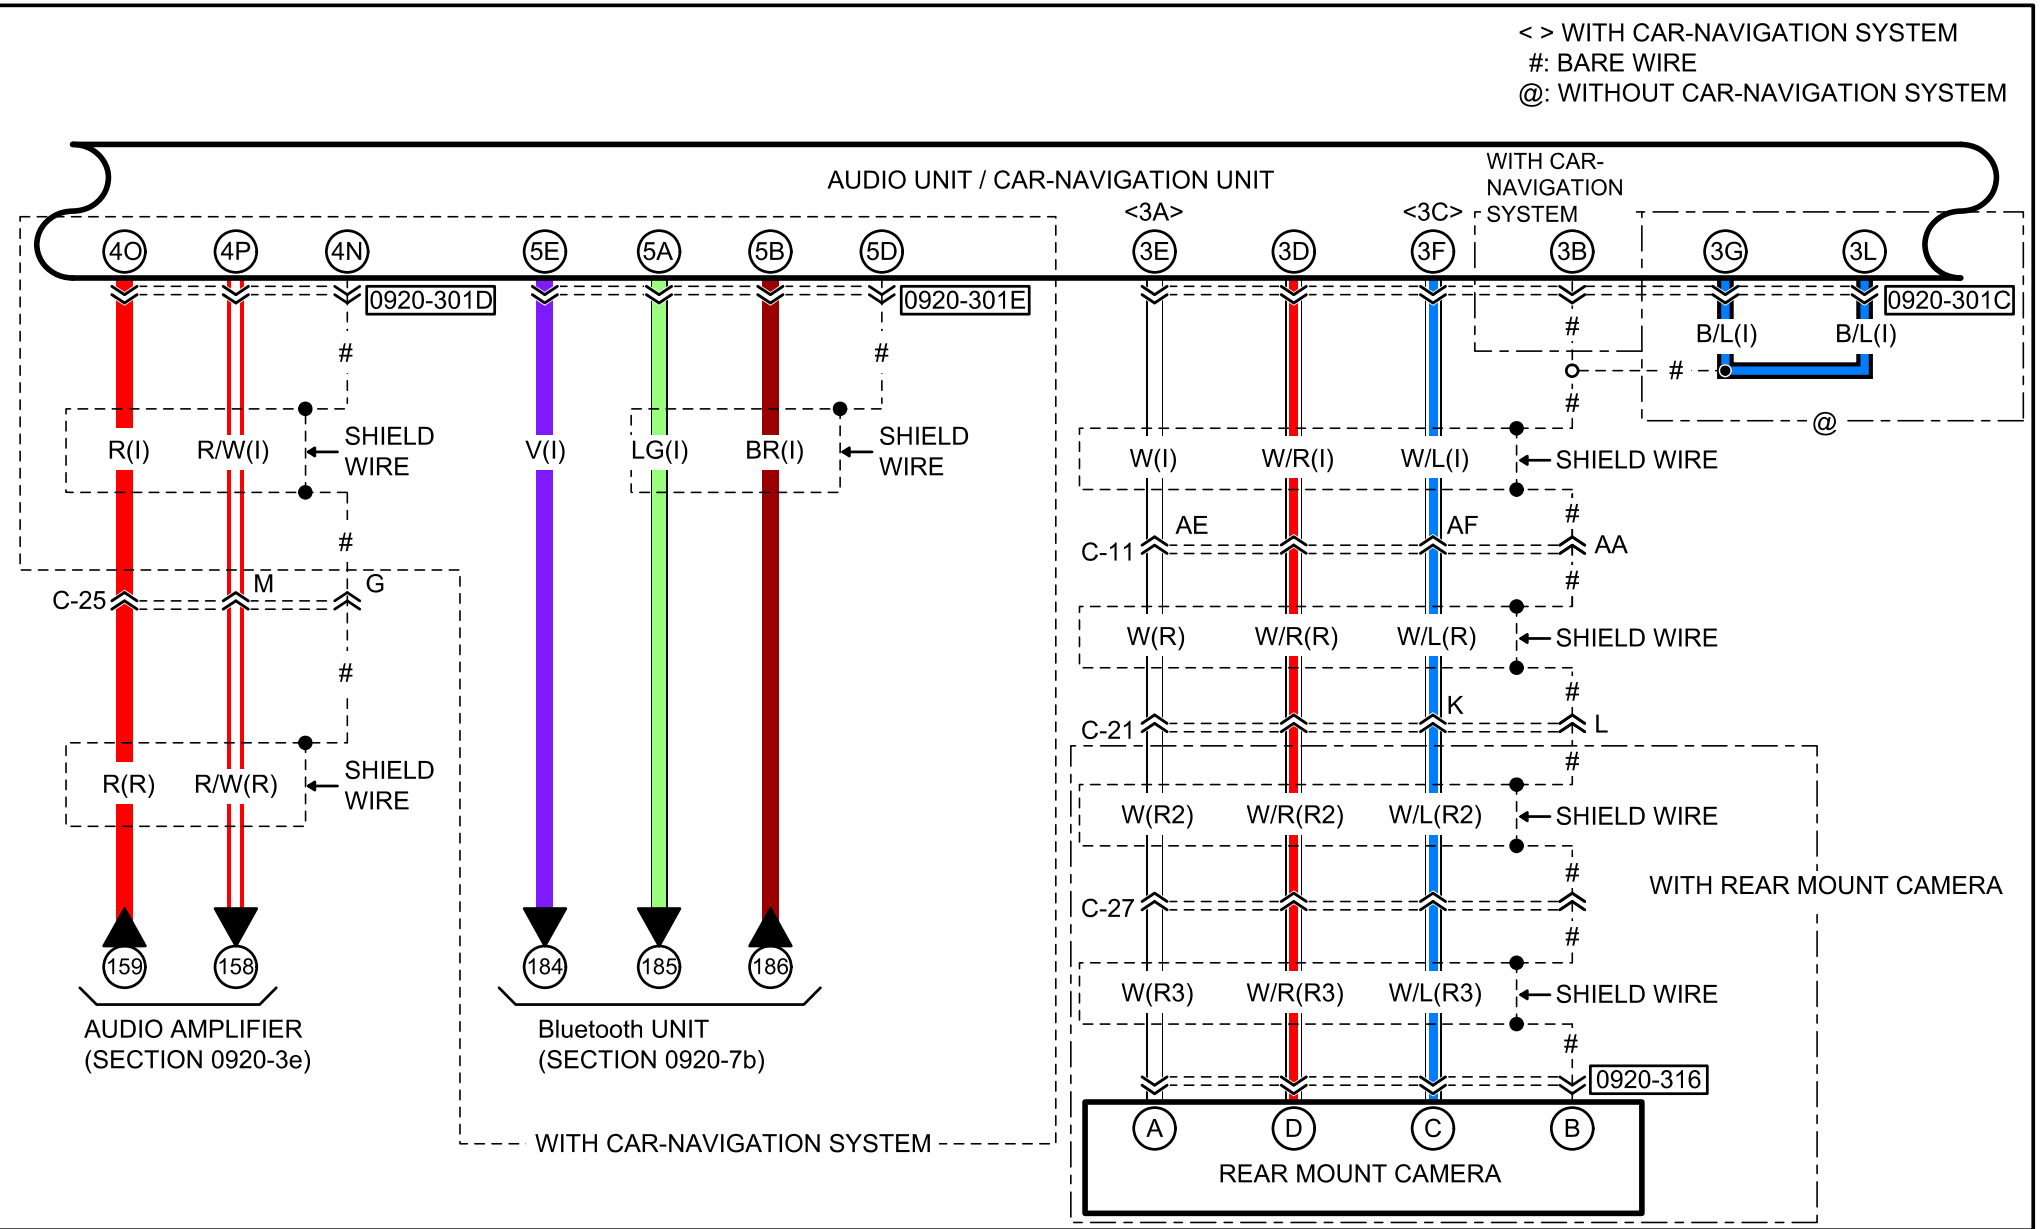 < > WITH CAR-NAVIGATION SYSTEM
#: BARE WIRE
@: WITHOUT CAR-NAVIGATION SYSTEM
AUDIO UNIT / CAR-NAVIGATION UNIT
WITH CAR-
NAVIGATION
SYSTEM
<3A> <3C>
4O 4P 4N 5E 5A 5B 5D 3E 3D 3F 3B 3G 3L
0920-301D 0920-301E 0920-301C
# B/L(I) B/L(I)
# #
#
#
@
R(I) R/W(I) SHIELD
WIRE
V(I) LG(I) BR(I) SHIELD
WIRE
W(I) W/R(I) W/L(I) SHIELD WIRE
#
AE AF
C-11 AA
#
#
C-25 M G
#
W(R) W/R(R) W/L(R) SHIELD WIRE
#
K
C-21 L
#
R(R) R/W(R) SHIELD
WIRE
W(R2) W/R(R2) W/L(R2) SHIELD WIRE
#
WITH REAR MOUNT CAMERA
C-27
#
159 158 184 185 186
W(R3) W/R(R3) W/L(R3) SHIELD WIRE
#
AUDIO AMPLIFIER
(SECTION 0920-3e)
Bluetooth UNIT
(SECTION 0920-7b)
0920-316
A D C B
WITH CAR-NAVIGATION SYSTEM
REAR MOUNT CAMERA